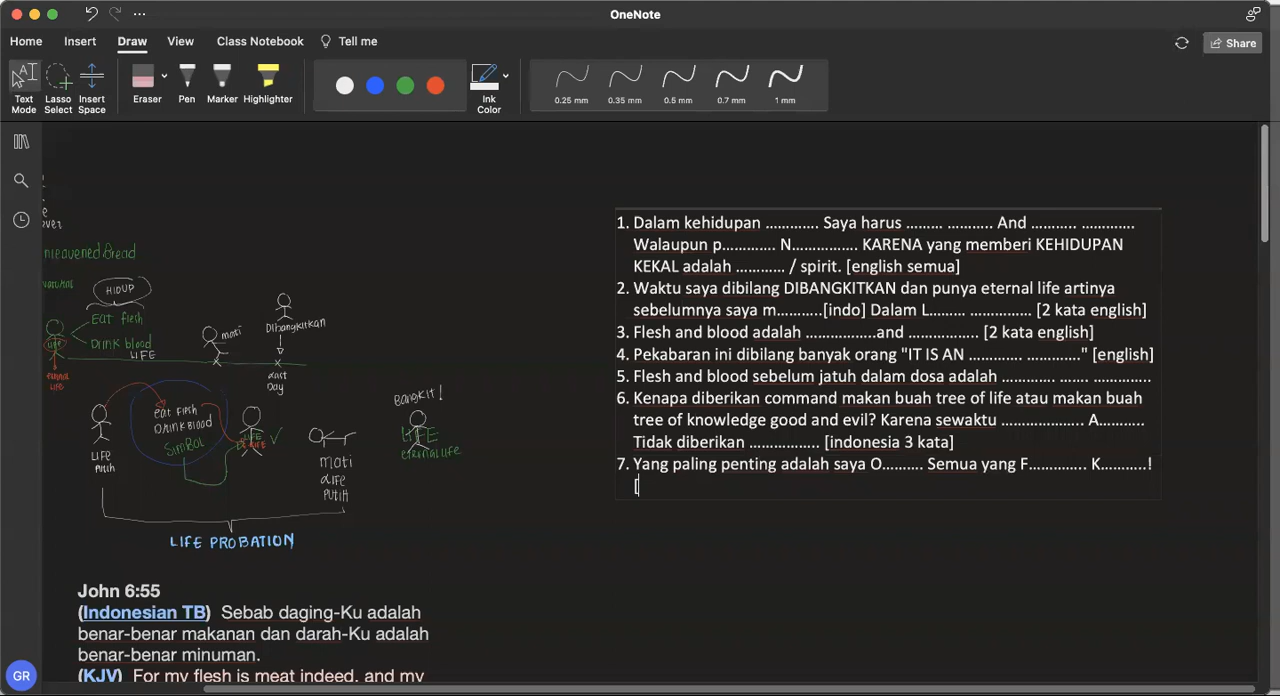 OneNote
Home Insert Draw View Class Notebook Tell me
Share
Text Mode
Lasso Select
Insert Space
Eraser
Pen
Marker
Highlighter
Ink Color
0.25 mm 0.35 mm 0.5 mm 0.7 mm 1 mm
HIDUP
Eat flesh
Drink blood
LIFE
mati
Dibangkitkan
Last
Day
eat flesh
Drink blood
SimBol
LIFE
Putih
mati
LIFE
PUTIH
Bangkit!
LIFE
eternal life
LIFE PROBATION
John 6:55
(Indonesian TB) Sebab daging-Ku adalah
benar-benar makanan dan darah-Ku adalah
benar-benar minuman.
(KJV) For my flesh is meat indeed, and my
GR
1. Dalam kehidupan ………… Saya harus ……… ……….. And ……….. ………….
Walaupun p…………. N……………. KARENA yang memberi KEHIDUPAN
KEKAL adalah ………… / spirit. [english semua]
2. Waktu saya dibilang DIBANGKITKAN dan punya eternal life artinya
sebelumnya saya m………..[indo] Dalam L……… …………… [2 kata english]
3. Flesh and blood adalah ……………..and …………… [2 kata english]
4. Pekabaran ini dibilang banyak orang "IT IS AN …………. …………." [english]
5. Flesh and blood sebelum jatuh dalam dosa adalah …………. ……. …………..
6. Kenapa diberikan command makan buah tree of life atau makan buah
tree of knowledge good and evil? Karena sewaktu ………………… A………..
Tidak diberikan …………….. [indonesia 3 kata]
7. Yang paling penting adalah saya O………. Semua yang F………….. K………..!
[